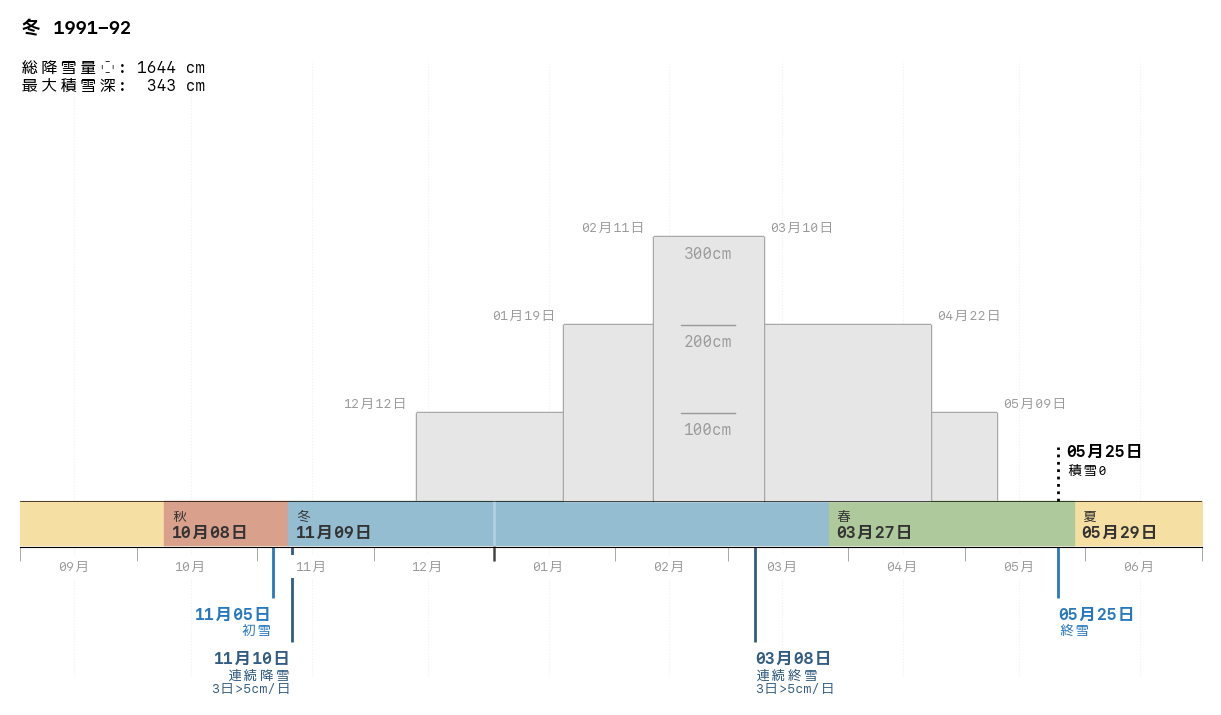 冬 1991–92
総降雪量: 1644 cm
最大積雪深: 343 cm
02月11日
03月10日
300cm
01月19日
04月22日
200cm
12月12日
05月09日
100cm
05月25日
積雪0
秋
10月08日
冬
11月09日
春
03月27日
夏
05月29日
09月
10月
11月
12月
01月
02月
03月
04月
05月
06月
11月05日
初雪
05月25日
終雪
11月10日
連続降雪
3日>5cm/日
03月08日
連続終雪
3日>5cm/日